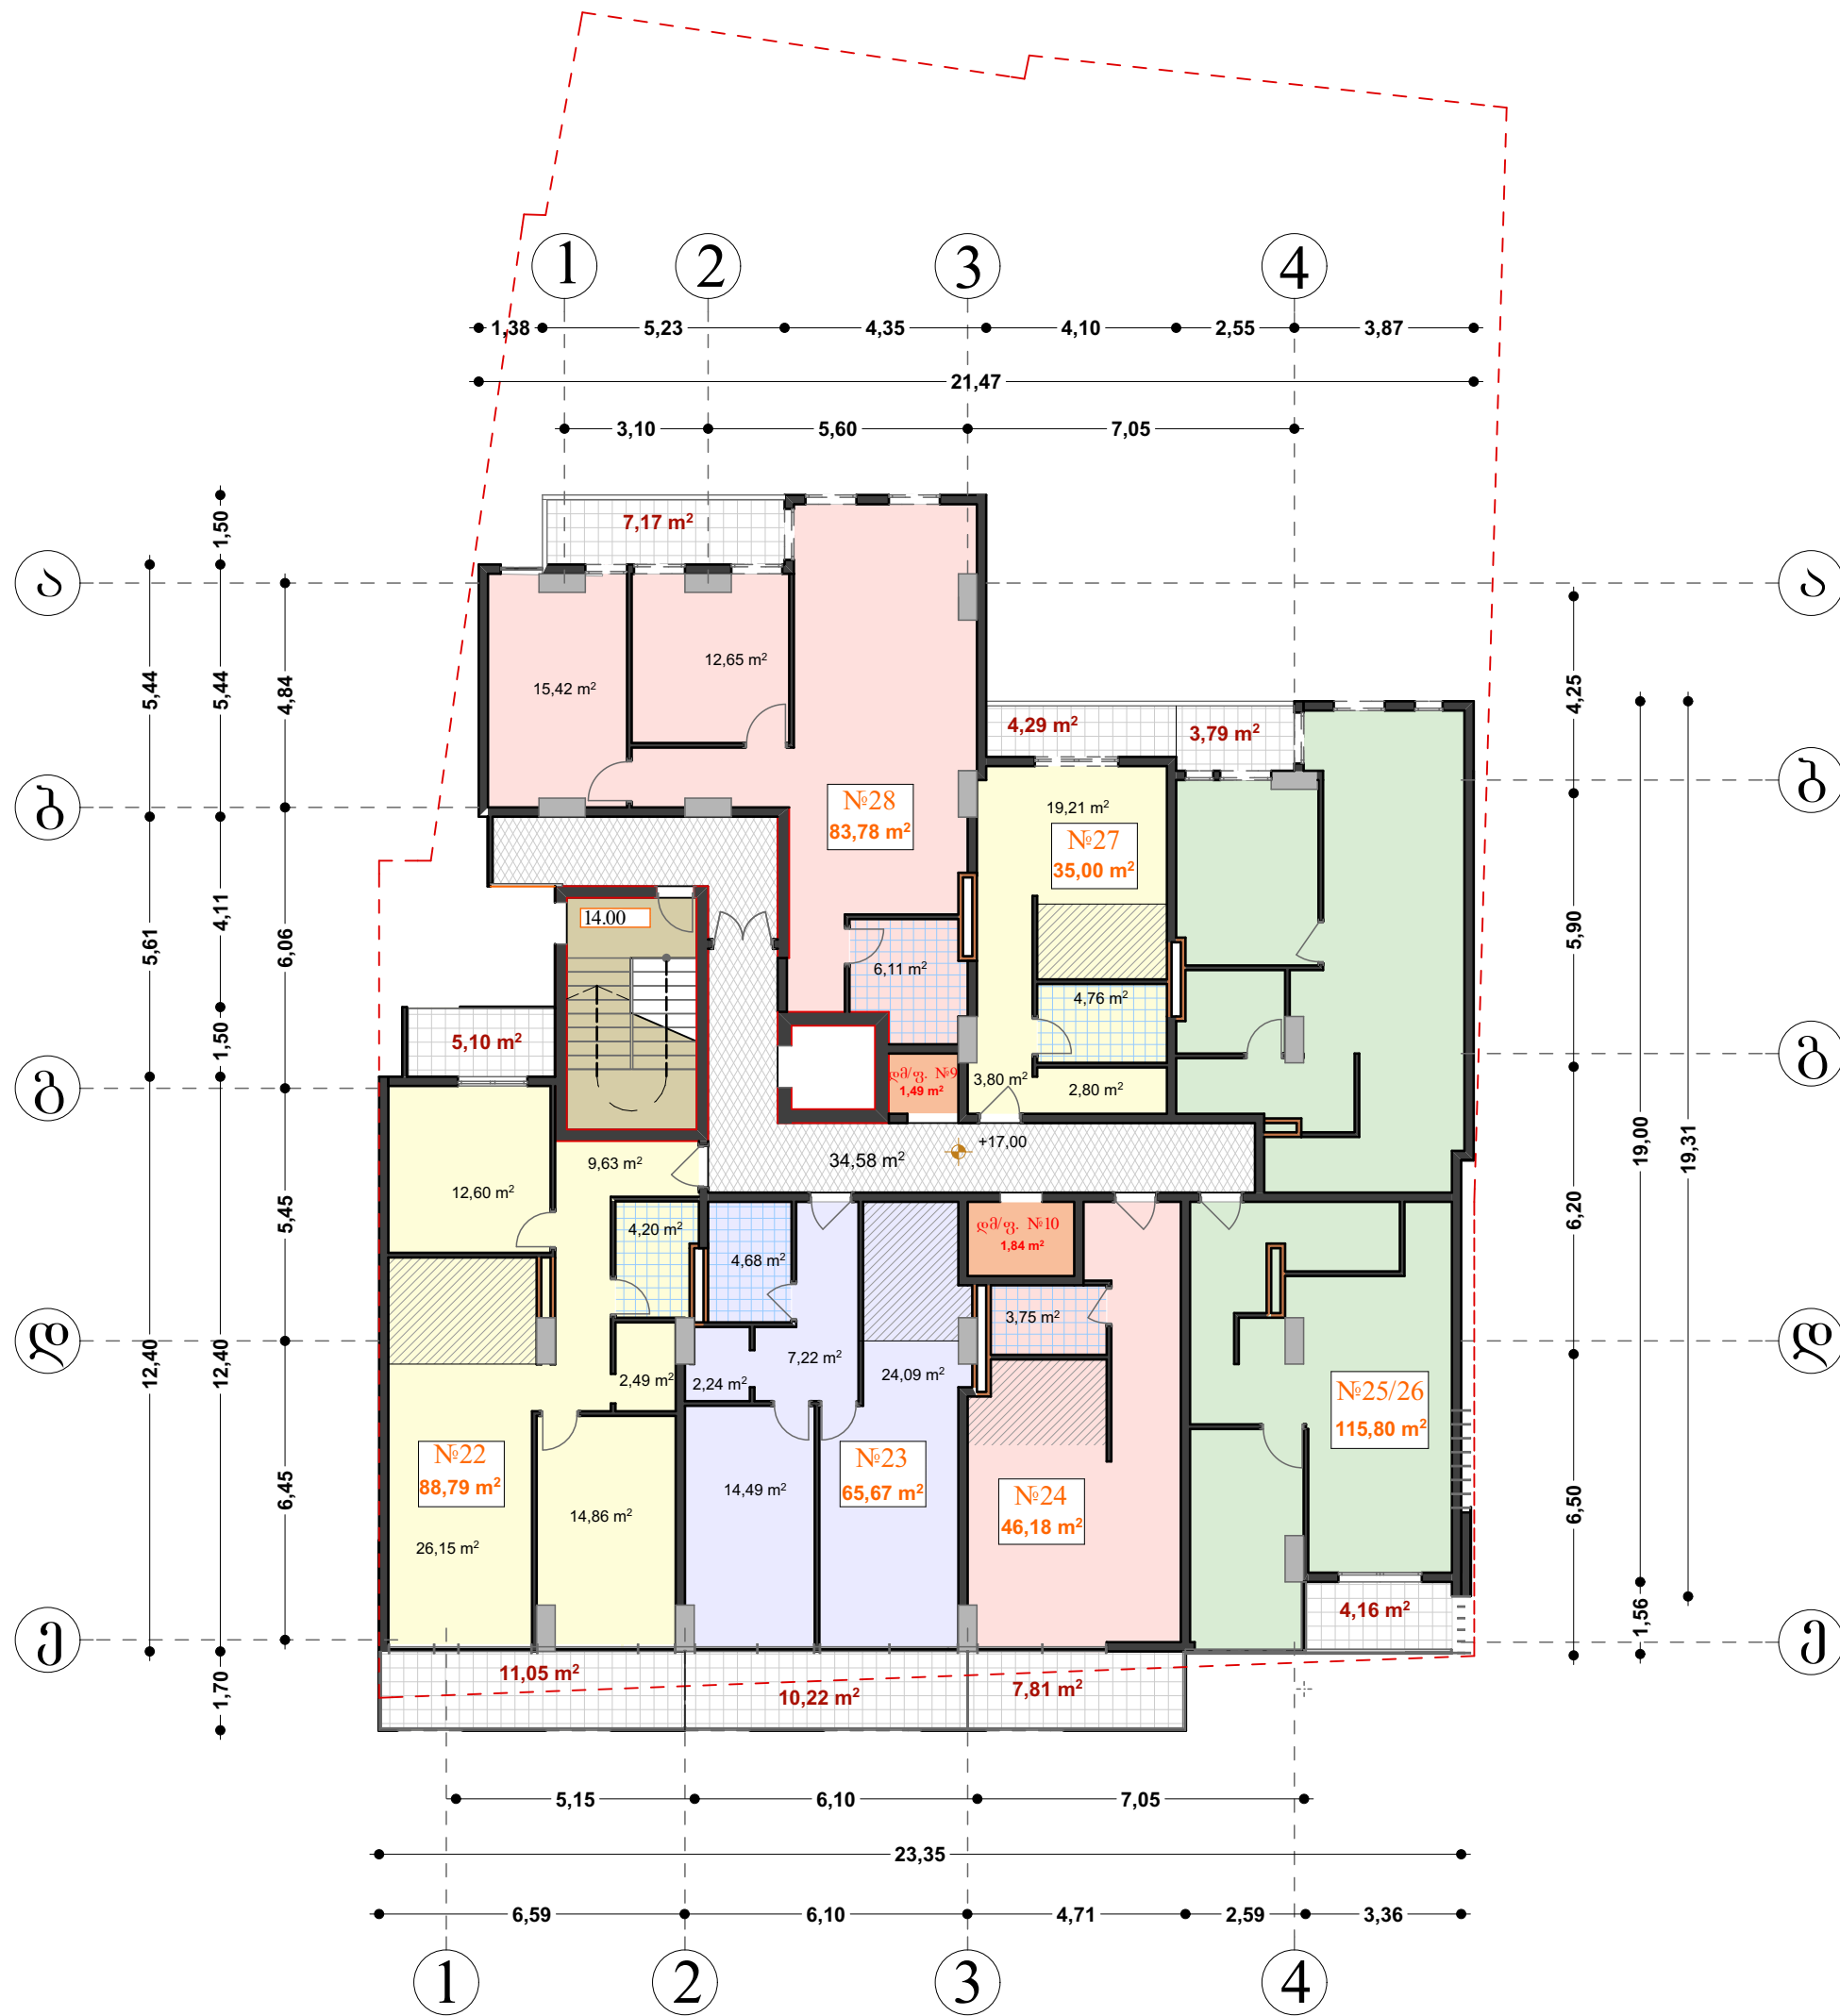 1 2 3 4
1,38 5,23 4,35 4,10 2,55 3,87
21,47
3,10 5,60 7,05
1,50
7,17 m²
ა ა
5,44 5,44 4,84 4,25
12,65 m²
15,42 m²
4,29 m² 3,79 m²
ბ ბ
№28
83,78 m²
19,21 m²
№27
35,00 m²
14.00
5,61 4,11 6,06 5,90
6,11 m²
4,76 m²
1,50
5,10 m²
3,80 m² 2,80 m²
დმ/ფ. №9
1,49 m²
გ გ
+17,00
34,58 m²
19,00 19,31
9,63 m²
12,60 m²
5,45 6,20
4,20 m²
4,68 m²
დმ/ფ. №10
1,84 m²
3,75 m²
დ დ
12,40 12,40
7,22 m²
24,09 m²
2,49 m² 2,24 m²
№25/26
115,80 m²
№22
88,79 m²
№23
65,67 m²
14,49 m²
№24
46,18 m²
14,86 m²
26,15 m²
6,45 6,50
4,16 m²
1,56
ე ე
11,05 m²
10,22 m²
7,81 m²
1,70
5,15 6,10 7,05
23,35
6,59 6,10 4,71 2,59 3,36
1 2 3 4